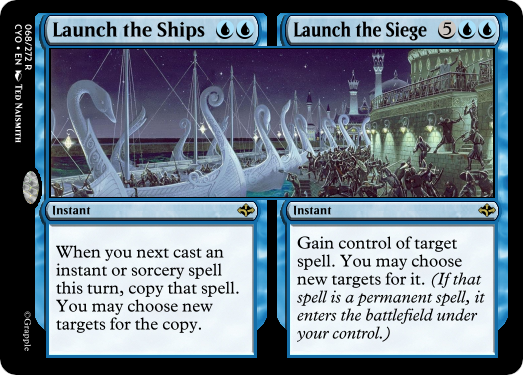 Launch the Ships
When you next cast an
instant or sorcery spell
this turn, copy that spell.
You may choose new
targets for the copy.
Instant
Launch the Siege 5
Instant
Gain control of target
spell. You may choose
new targets for it. (If that
spell is a permanent spell, it
enters the battlefield under
your control.)
068/272 R
CYO • EN TED NAISMITH
©Grapple